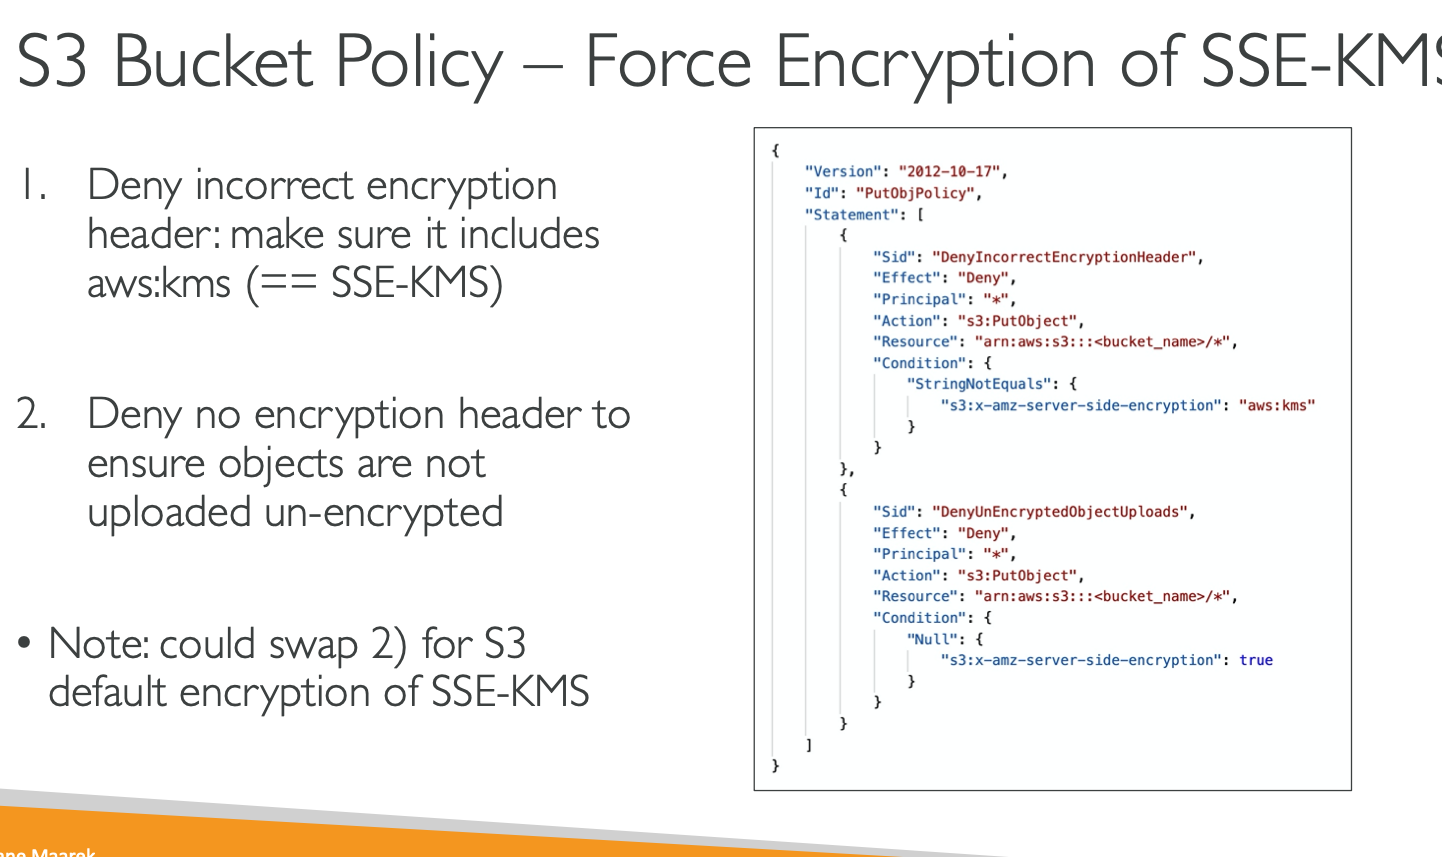 S3 Bucket Policy – Force Encryption of SSE-KMS
1. Deny incorrect encryption
header: make sure it includes
aws:kms (== SSE-KMS)
2. Deny no encryption header to
ensure objects are not
uploaded un-encrypted
• Note: could swap 2) for S3
default encryption of SSE-KMS
{
"Version": "2012-10-17",
"Id": "PutObjPolicy",
"Statement": [
{
"Sid": "DenyIncorrectEncryptionHeader",
"Effect": "Deny",
"Principal": "*",
"Action": "s3:PutObject",
"Resource": "arn:aws:s3:::<bucket_name>/*",
"Condition": {
"StringNotEquals": {
"s3:x-amz-server-side-encryption": "aws:kms"
}
}
},
{
"Sid": "DenyUnEncryptedObjectUploads",
"Effect": "Deny",
"Principal": "*",
"Action": "s3:PutObject",
"Resource": "arn:aws:s3:::<bucket_name>/*",
"Condition": {
"Null": {
"s3:x-amz-server-side-encryption": true
}
}
}
]
}
Maarek